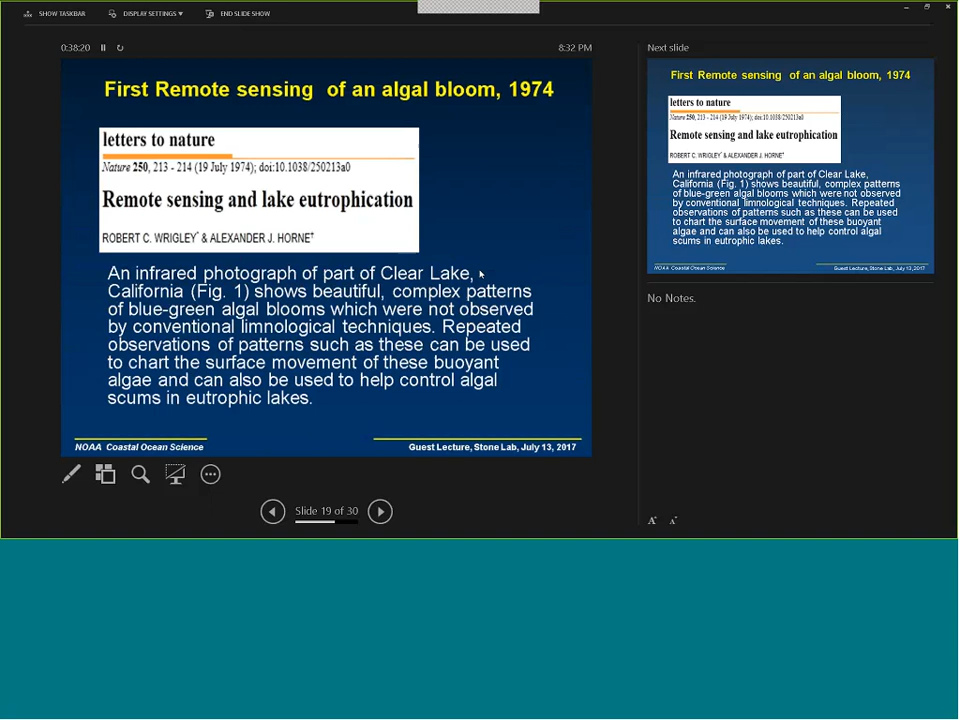 SHOW TASKBAR
DISPLAY SETTINGS
END SLIDE SHOW
0:38:20
8:32 PM
First Remote sensing of an algal bloom, 1974
letters to nature
Nature 250, 213 - 214 (19 July 1974); doi:10.1038/250213a0
Remote sensing and lake eutrophication
ROBERT C. WRIGLEY* & ALEXANDER J. HORNE†
An infrared photograph of part of Clear Lake,
California (Fig. 1) shows beautiful, complex patterns
of blue-green algal blooms which were not observed
by conventional limnological techniques. Repeated
observations of patterns such as these can be used
to chart the surface movement of these buoyant
algae and can also be used to help control algal
scums in eutrophic lakes.
NOAA Coastal Ocean Science
Guest Lecture, Stone Lab, July 13, 2017
Slide 19 of 30
Next slide
First Remote sensing of an algal bloom, 1974
letters to nature
Nature 250, 213 - 214 (19 July 1974); doi:10.1038/250213a0
Remote sensing and lake eutrophication
ROBERT C. WRIGLEY* & ALEXANDER J. HORNE†
An infrared photograph of part of Clear Lake,
California (Fig. 1) shows beautiful, complex patterns
of blue-green algal blooms which were not observed
by conventional limnological techniques. Repeated
observations of patterns such as these can be used
to chart the surface movement of these buoyant
algae and can also be used to help control algal
scums in eutrophic lakes.
NOAA Coastal Ocean Science
Guest Lecture, Stone Lab, July 13, 2017
No Notes.
A A